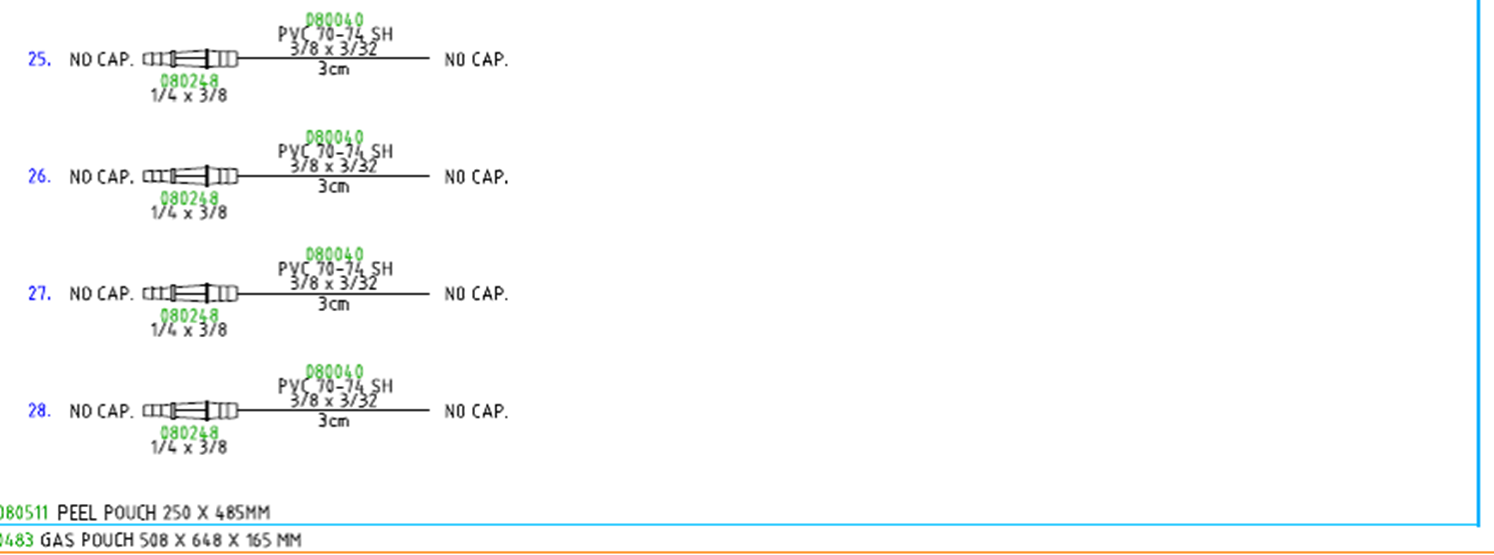 080040
PVC 70-74 SH
3/8 x 3/32
25. NO CAP. NO CAP.
3cm
080248
1/4 x 3/8
080040
PVC 70-74 SH
3/8 x 3/32
26. NO CAP. NO CAP.
3cm
080248
1/4 x 3/8
080040
PVC 70-74 SH
3/8 x 3/32
27. NO CAP. NO CAP.
3cm
080248
1/4 x 3/8
080040
PVC 70-74 SH
3/8 x 3/32
28. NO CAP. NO CAP.
3cm
080248
1/4 x 3/8
080511 PEEL POUCH 250 X 485MM
0483 GAS POUCH 508 X 648 X 165 MM